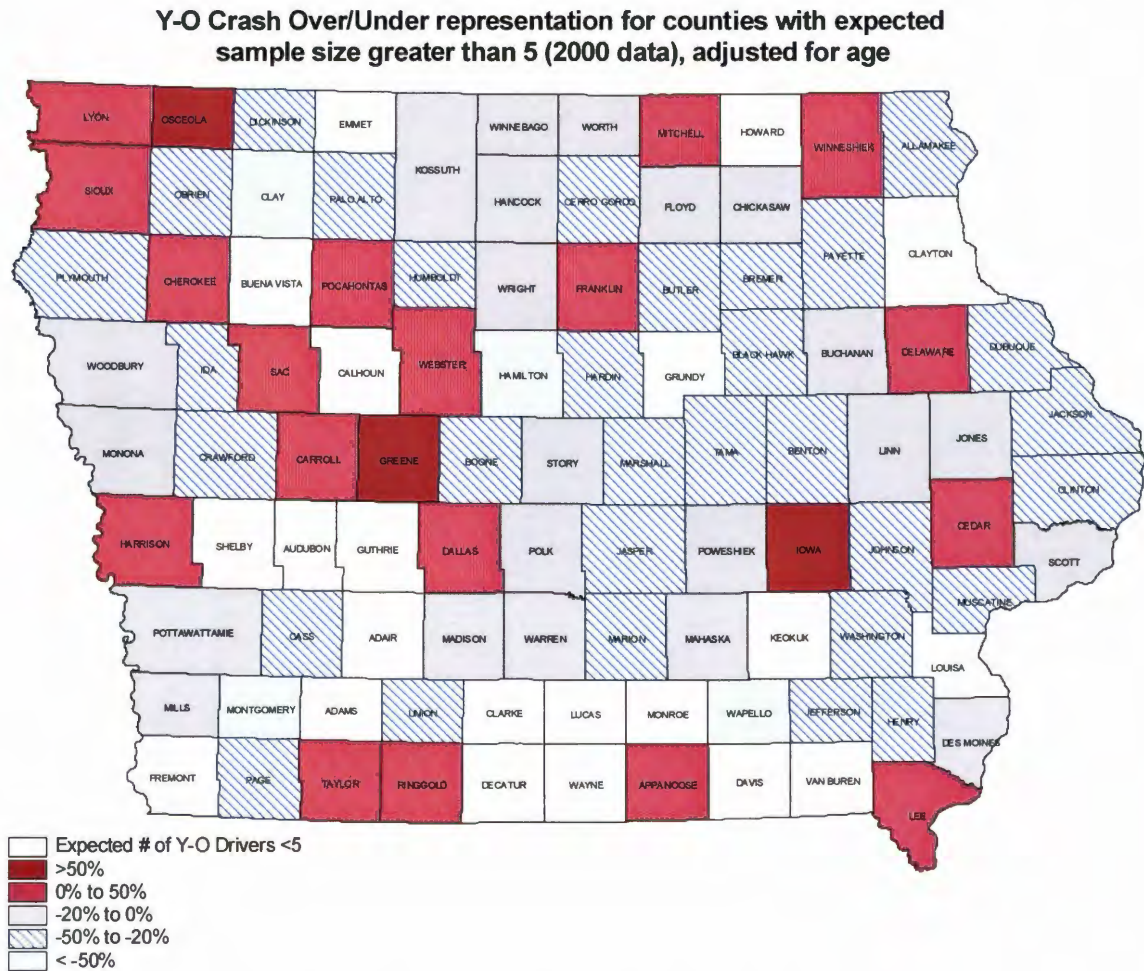 Y-O Crash Over/Under representation for counties with expected
sample size greater than 5 (2000 data), adjusted for age
LYON OSCEOLA DICKINSON EMMET WINNEBAGO WORTH MITCHELL HOWARD WINNESHIEK ALLAMAKEE
KOSSUTH
SIOUX OBRIEN CLAY PALO ALTO HANCOCK CERRO GORDO FLOYD CHICKASAW
PLYMOUTH CHEROKEE BUENA VISTA POCAHONTAS HUMBOLDT WRIGHT FRANKLIN BUTLER BREMER FAYETTE CLAYTON
WOODBURY IDA SAC CALHOUN WEBSTER HAMILTON HARDIN GRUNDY BLACK HAWK BUCHANAN DELAWARE DUBUQUE
MONONA CRAWFORD CARROLL GREENE BOONE STORY MARSHALL TAMA BENTON LINN JONES JACKSON
CLINTON
HARRISON SHELBY AUDUBON GUTHRIE DALLAS POLK JASPER POWESHIEK IOWA JOHNSON CEDAR SCOTT
MUSCATINE
POTTAWATTAMIE CASS ADAIR MADISON WARREN MARION MAHASKA KEOKUK WASHINGTON LOUISA
MILLS MONTGOMERY ADAMS UNION CLARKE LUCAS MONROE WAPELLO JEFFERSON HENRY DES MOINES
FREMONT PAGE TAYLOR RINGGOLD DECATUR WAYNE APPANOOSE DAVIS VAN BUREN LEE
Expected # of Y-O Drivers <5
>50%
0% to 50%
-20% to 0%
-50% to -20%
< -50%